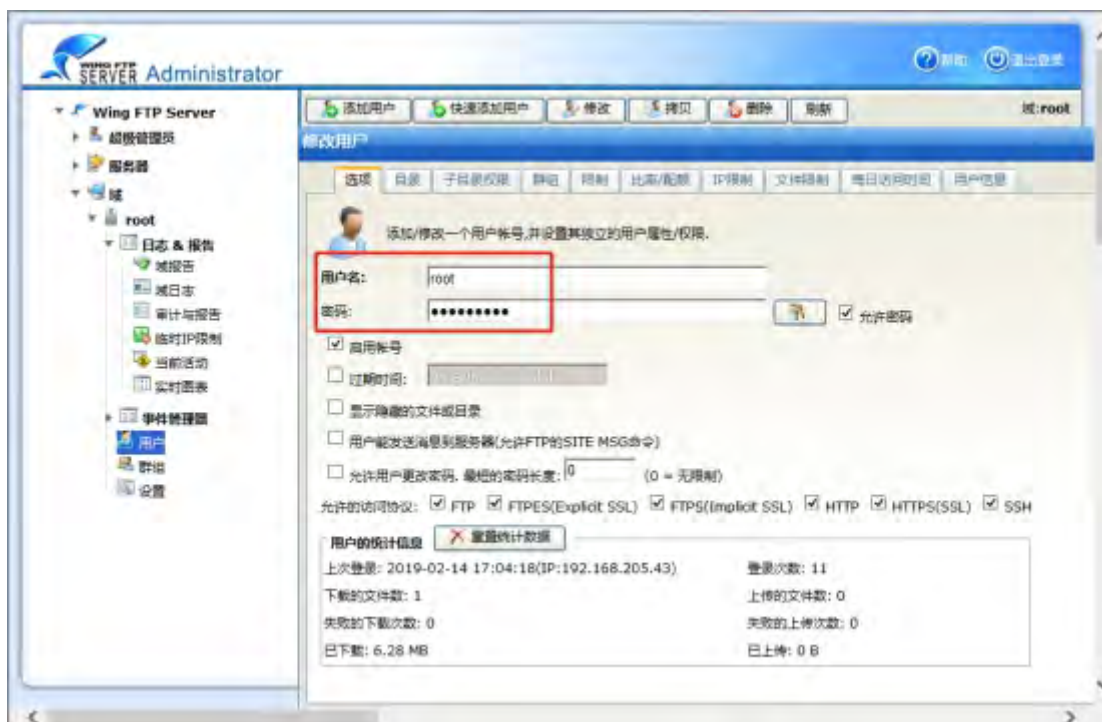 WING FTP
SERVER Administrator
帮助 退出登录
Wing FTP Server
超级管理员
服务器
域
root
日志 & 报告
域报告
域日志
审计与报告
临时IP限制
当前活动
实时图表
事件管理器
用户
群组
设置
添加用户 快速添加用户 修改 拷贝 删除 刷新 域:root
修改用户
选项 目录 子目录权限 群组 限制 比率/配额 IP限制 文件限制 每日访问时间 用户信息
添加/修改一个用户帐号,并设置其独立的用户属性/权限.
用户名: root
密码: ●●●●●●●●● 允许密码
启用帐号
过期时间:
显示隐藏的文件或目录
用户能发送消息到服务器(允许FTP的SITE MSG命令)
允许用户更改密码, 最短的密码长度: 0 (0 = 无限制)
允许的访问协议: FTP FTPES(Explicit SSL) FTPS(Implicit SSL) HTTP HTTPS(SSL) SSH
用户的统计信息 重置统计数据
上次登录: 2019-02-14 17:04:18(IP:192.168.205.43) 登录次数: 11
下载的文件数: 1 上传的文件数: 0
失败的下载次数: 0 失败的上传次数: 0
已下载: 6.28 MB 已上传: 0 B